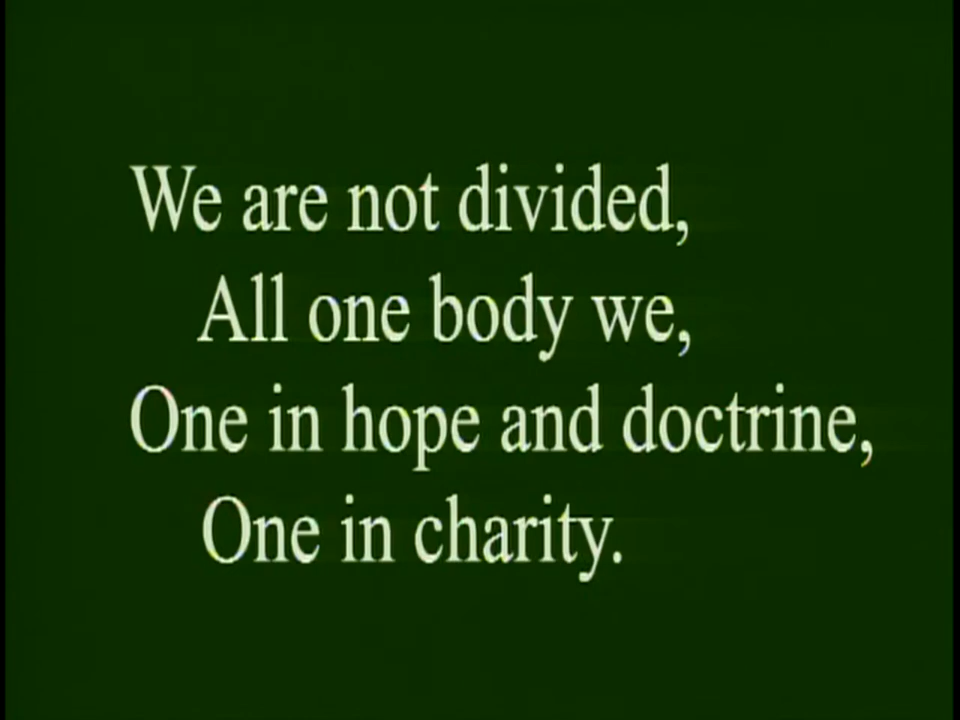 We are not divided,
All one body we,
One in hope and doctrine,
One in charity.